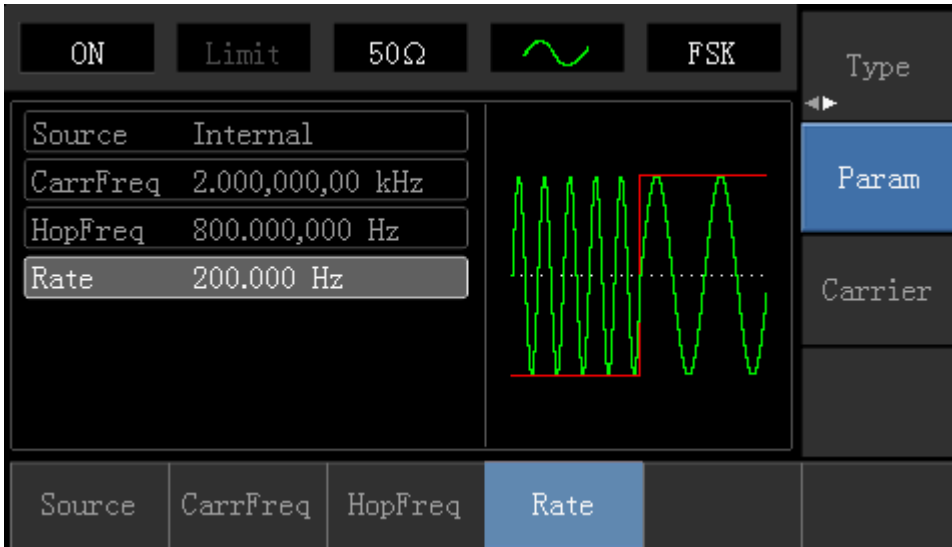 ON Limit 50Ω FSK
Type
Source Internal
CarrFreq 2.000,000,00 kHz
HopFreq 800.000,000 Hz
Rate 200.000 Hz
Param
Carrier
Source CarrFreq HopFreq Rate